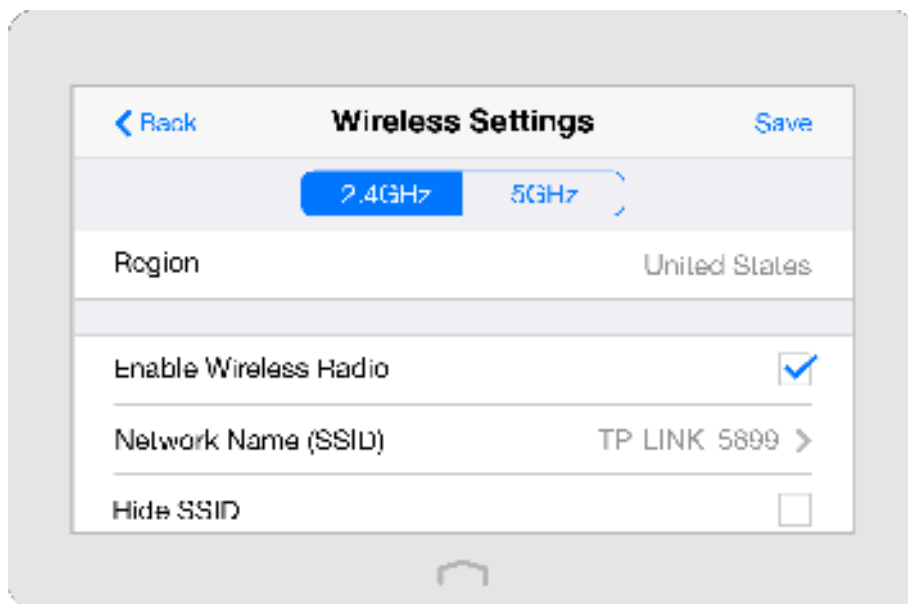 Back Wireless Settings Save
2.4GHz 5GHz
Region United States
Enable Wireless Radio
Network Name (SSID) TP LINK 5899
Hide SSID